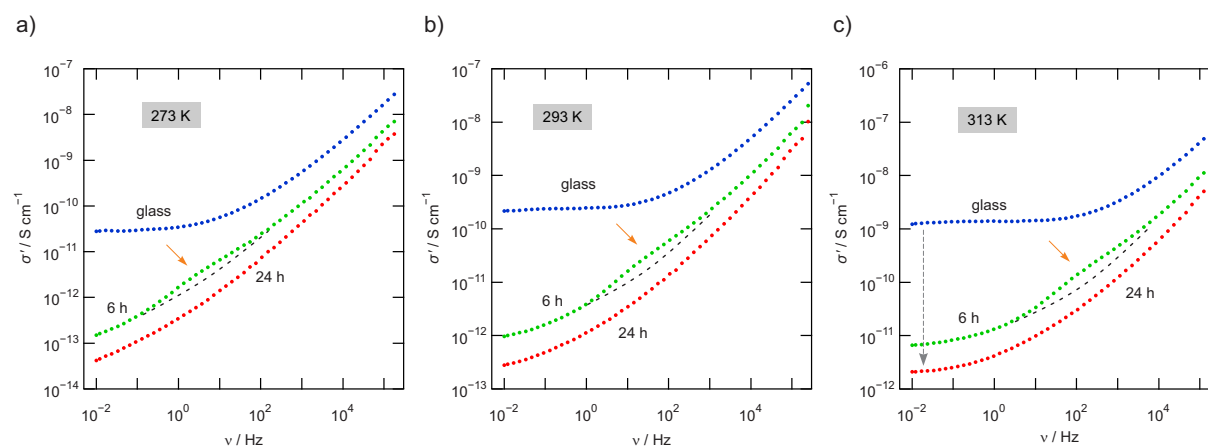 a)
10⁻⁷
10⁻⁸
10⁻⁹
10⁻¹⁰
10⁻¹¹
10⁻¹²
10⁻¹³
10⁻¹⁴
σ' / S cm⁻¹
273 K
glass
6 h
24 h
10⁻²
10⁰
10²
10⁴
ν / Hz
b)
10⁻⁷
10⁻⁸
10⁻⁹
10⁻¹⁰
10⁻¹¹
10⁻¹²
10⁻¹³
σ' / S cm⁻¹
293 K
glass
6 h
24 h
10⁻²
10⁰
10²
10⁴
ν / Hz
c)
10⁻⁶
10⁻⁷
10⁻⁸
10⁻⁹
10⁻¹⁰
10⁻¹¹
10⁻¹²
σ' / S cm⁻¹
313 K
glass
6 h
24 h
10⁻²
10⁰
10²
10⁴
ν / Hz